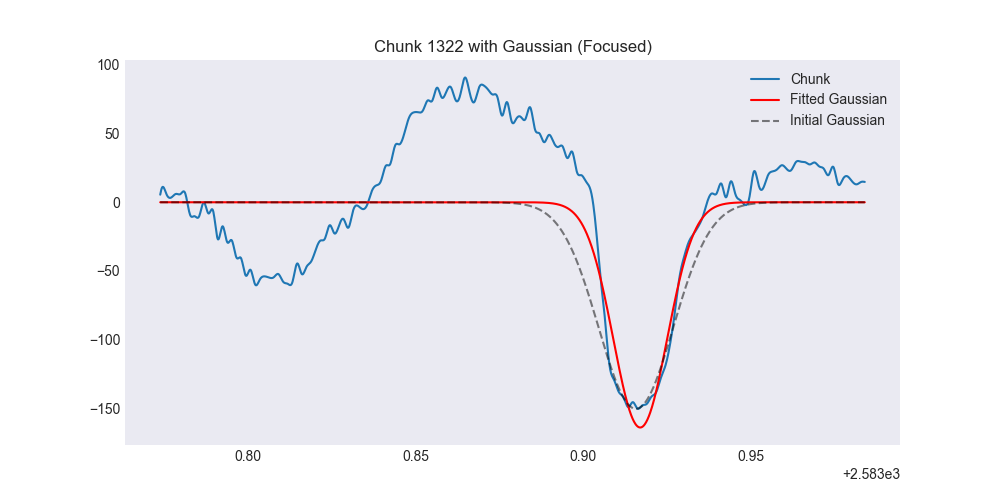 Chunk 1322 with Gaussian (Focused)
100
50
0
−50
−100
−150
Chunk
Fitted Gaussian
Initial Gaussian
0.80
0.85
0.90
0.95
+2.583e3